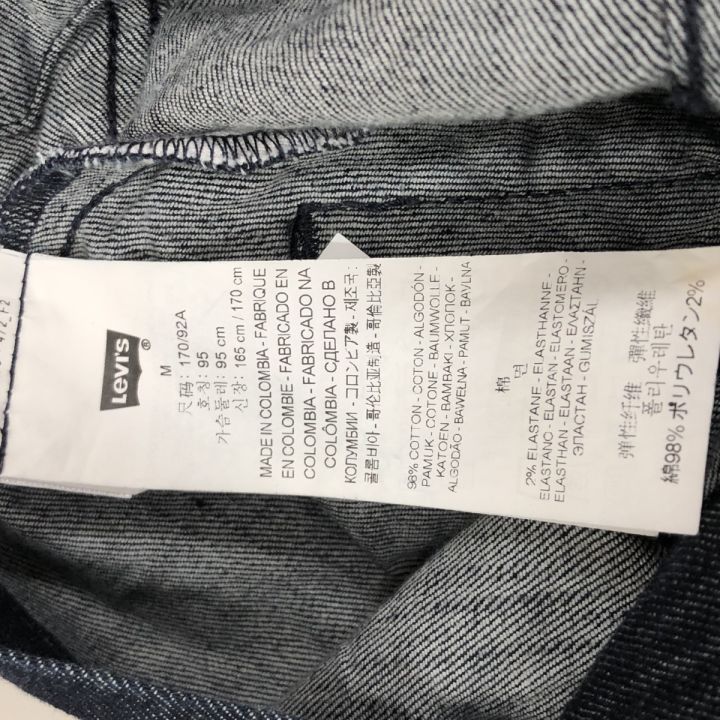 Levi's
®
M
尺码: 170/92A
호칭: 95
가슴둘레: 95 cm
신장: 165 cm / 170 cm
MADE IN COLOMBIA - FABRIQUE
EN COLOMBIE - FABRICADO EN
COLOMBIA - FABRICADO NA
COLÔMBIA - СДЕЛАНО В
КОЛУМБИИ - コロンビア製 - 제조국:
콜롬비아 - 哥伦比亚制造 - 哥倫比亞製
98% COTTON - COTON - ALGODÓN -
PAMUK - COTONE - BAUMWOLLE -
KATOEN - BAMBAKI - ХЛОПОК -
ALGODÃO - BAWEŁNA - PAMUT - BAVLNA
棉
면
2% ELASTANE - ELASTHANNE -
ELASTANO - ELASTAN - ELASTOMERO -
ELASTHAN - ELASTAAN - ΕΛΑΣΤΑΗΝ -
ЭЛАСТАН - GUMISZÁL
弹性纤维 彈性纖維
폴리우레탄
綿98% ポリウレタン2%